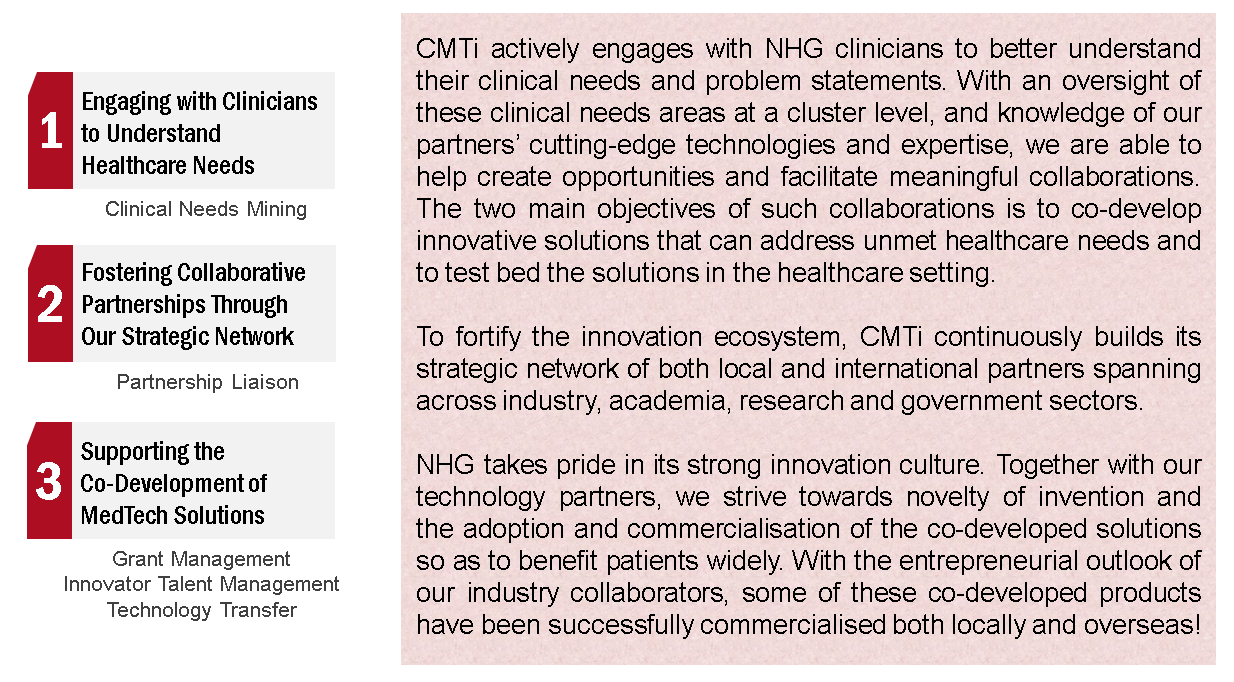 1
Engaging with Clinicians
to Understand
Healthcare Needs
Clinical Needs Mining
2
Fostering Collaborative
Partnerships Through
Our Strategic Network
Partnership Liaison
3
Supporting the
Co-Development of
MedTech Solutions
Grant Management
Innovator Talent Management
Technology Transfer
CMTi actively engages with NHG clinicians to better understand
their clinical needs and problem statements. With an oversight of
these clinical needs areas at a cluster level, and knowledge of our
partners’ cutting-edge technologies and expertise, we are able to
help create opportunities and facilitate meaningful collaborations.
The two main objectives of such collaborations is to co-develop
innovative solutions that can address unmet healthcare needs and
to test bed the solutions in the healthcare setting.
To fortify the innovation ecosystem, CMTi continuously builds its
strategic network of both local and international partners spanning
across industry, academia, research and government sectors.
NHG takes pride in its strong innovation culture. Together with our
technology partners, we strive towards novelty of invention and
the adoption and commercialisation of the co-developed solutions
so as to benefit patients widely. With the entrepreneurial outlook of
our industry collaborators, some of these co-developed products
have been successfully commercialised both locally and overseas!